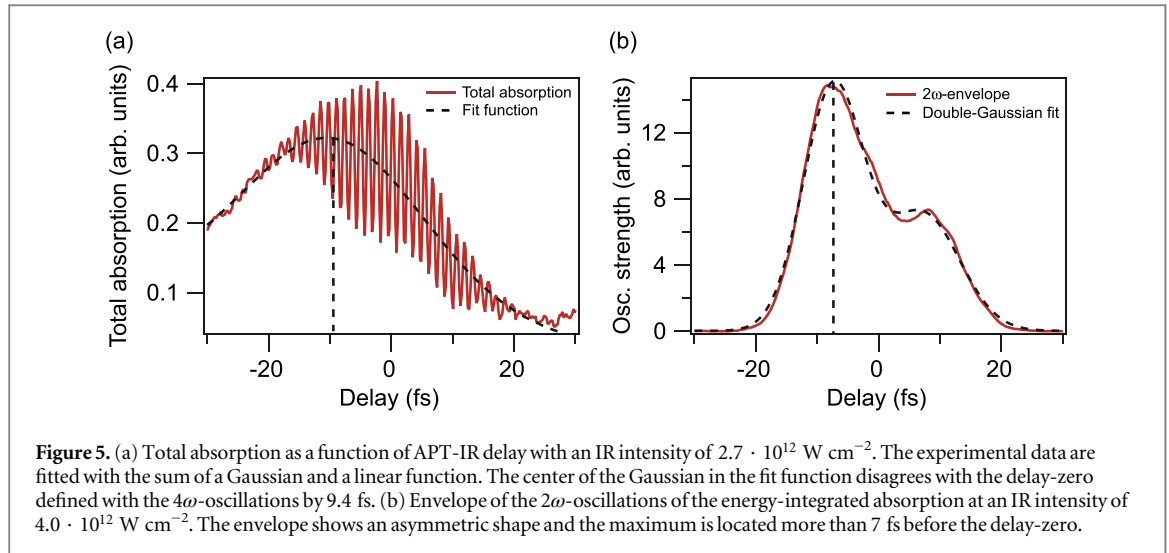 (a)
Total absorption (arb. units)
0.4
0.3
0.2
0.1
Total absorption
Fit function
-20
0
20
Delay (fs)
(b)
Osc. strength (arb. units)
12
8
4
0
2ω-envelope
Double-Gaussian fit
-20
0
20
Delay (fs)
Figure 5. (a) Total absorption as a function of APT-IR delay with an IR intensity of 2.7 · 10¹² W cm⁻². The experimental data are
fitted with the sum of a Gaussian and a linear function. The center of the Gaussian in the fit function disagrees with the delay-zero
defined with the 4ω-oscillations by 9.4 fs. (b) Envelope of the 2ω-oscillations of the energy-integrated absorption at an IR intensity of
4.0 · 10¹² W cm⁻². The envelope shows an asymmetric shape and the maximum is located more than 7 fs before the delay-zero.